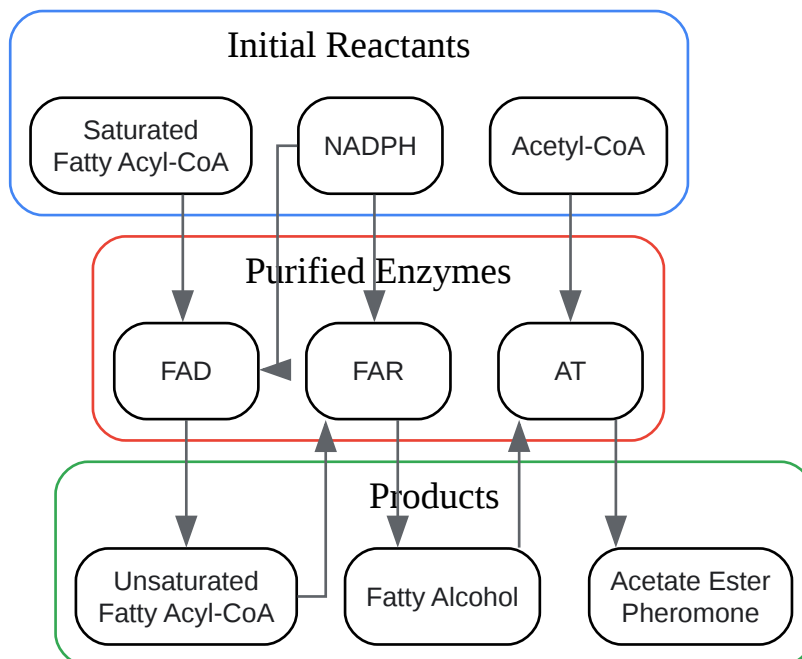 Initial Reactants
Saturated
Fatty Acyl-CoA
NADPH
Acetyl-CoA
Purified Enzymes
FAD
FAR
AT
Products
Unsaturated
Fatty Acyl-CoA
Fatty Alcohol
Acetate Ester
Pheromone